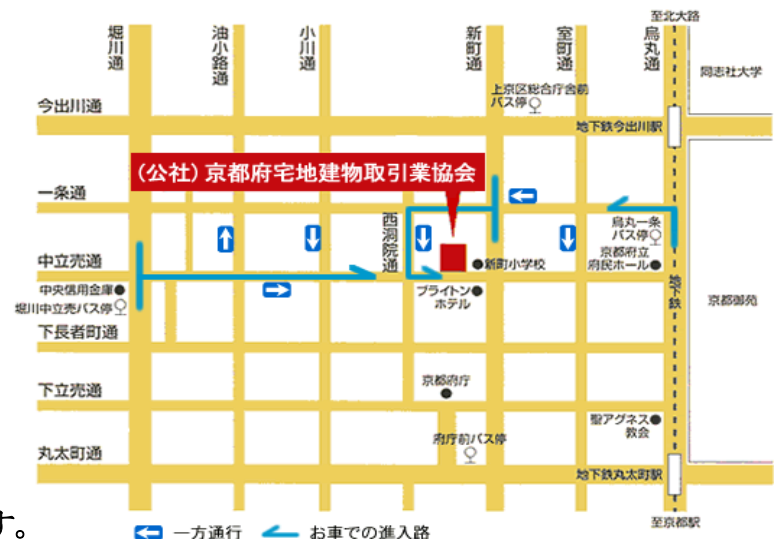 至北大路
堀川通
油小路通
小川通
新町通
室町通
烏丸通
同志社大学
上京区総合庁舎前
バス停
今出川通
地下鉄今出川駅
(公社)京都府宅地建物取引業協会
一条通
西洞院通
烏丸一条
バス停
京都府立
府民ホール
中立売通
新町小学校
地下鉄
中央信用金庫
堀川中立売バス停
ブライトン
ホテル
京都御苑
下長者町通
京都府庁
下立売通
聖アグネス
教会
府庁前バス停
丸太町通
地下鉄丸太町駅
す。
一方通行
お車での進入路
至京都駅